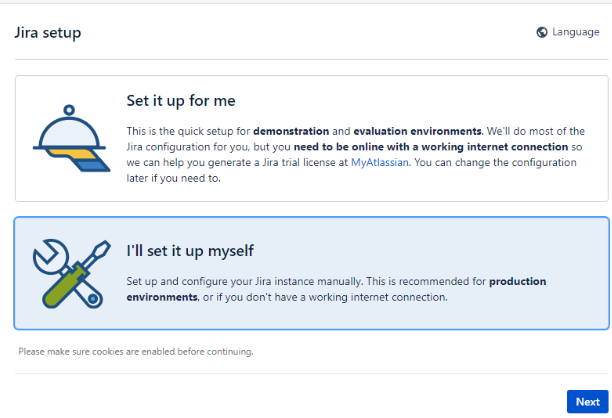 Jira setup
Language
Set it up for me
This is the quick setup for demonstration and evaluation environments. We'll do most of the
Jira configuration for you, but you need to be online with a working internet connection so
we can help you generate a Jira trial license at MyAtlassian. You can change the configuration
later if you need to.
I'll set it up myself
Set up and configure your Jira instance manually. This is recommended for production
environments, or if you don't have a working internet connection.
Please make sure cookies are enabled before continuing.
Next